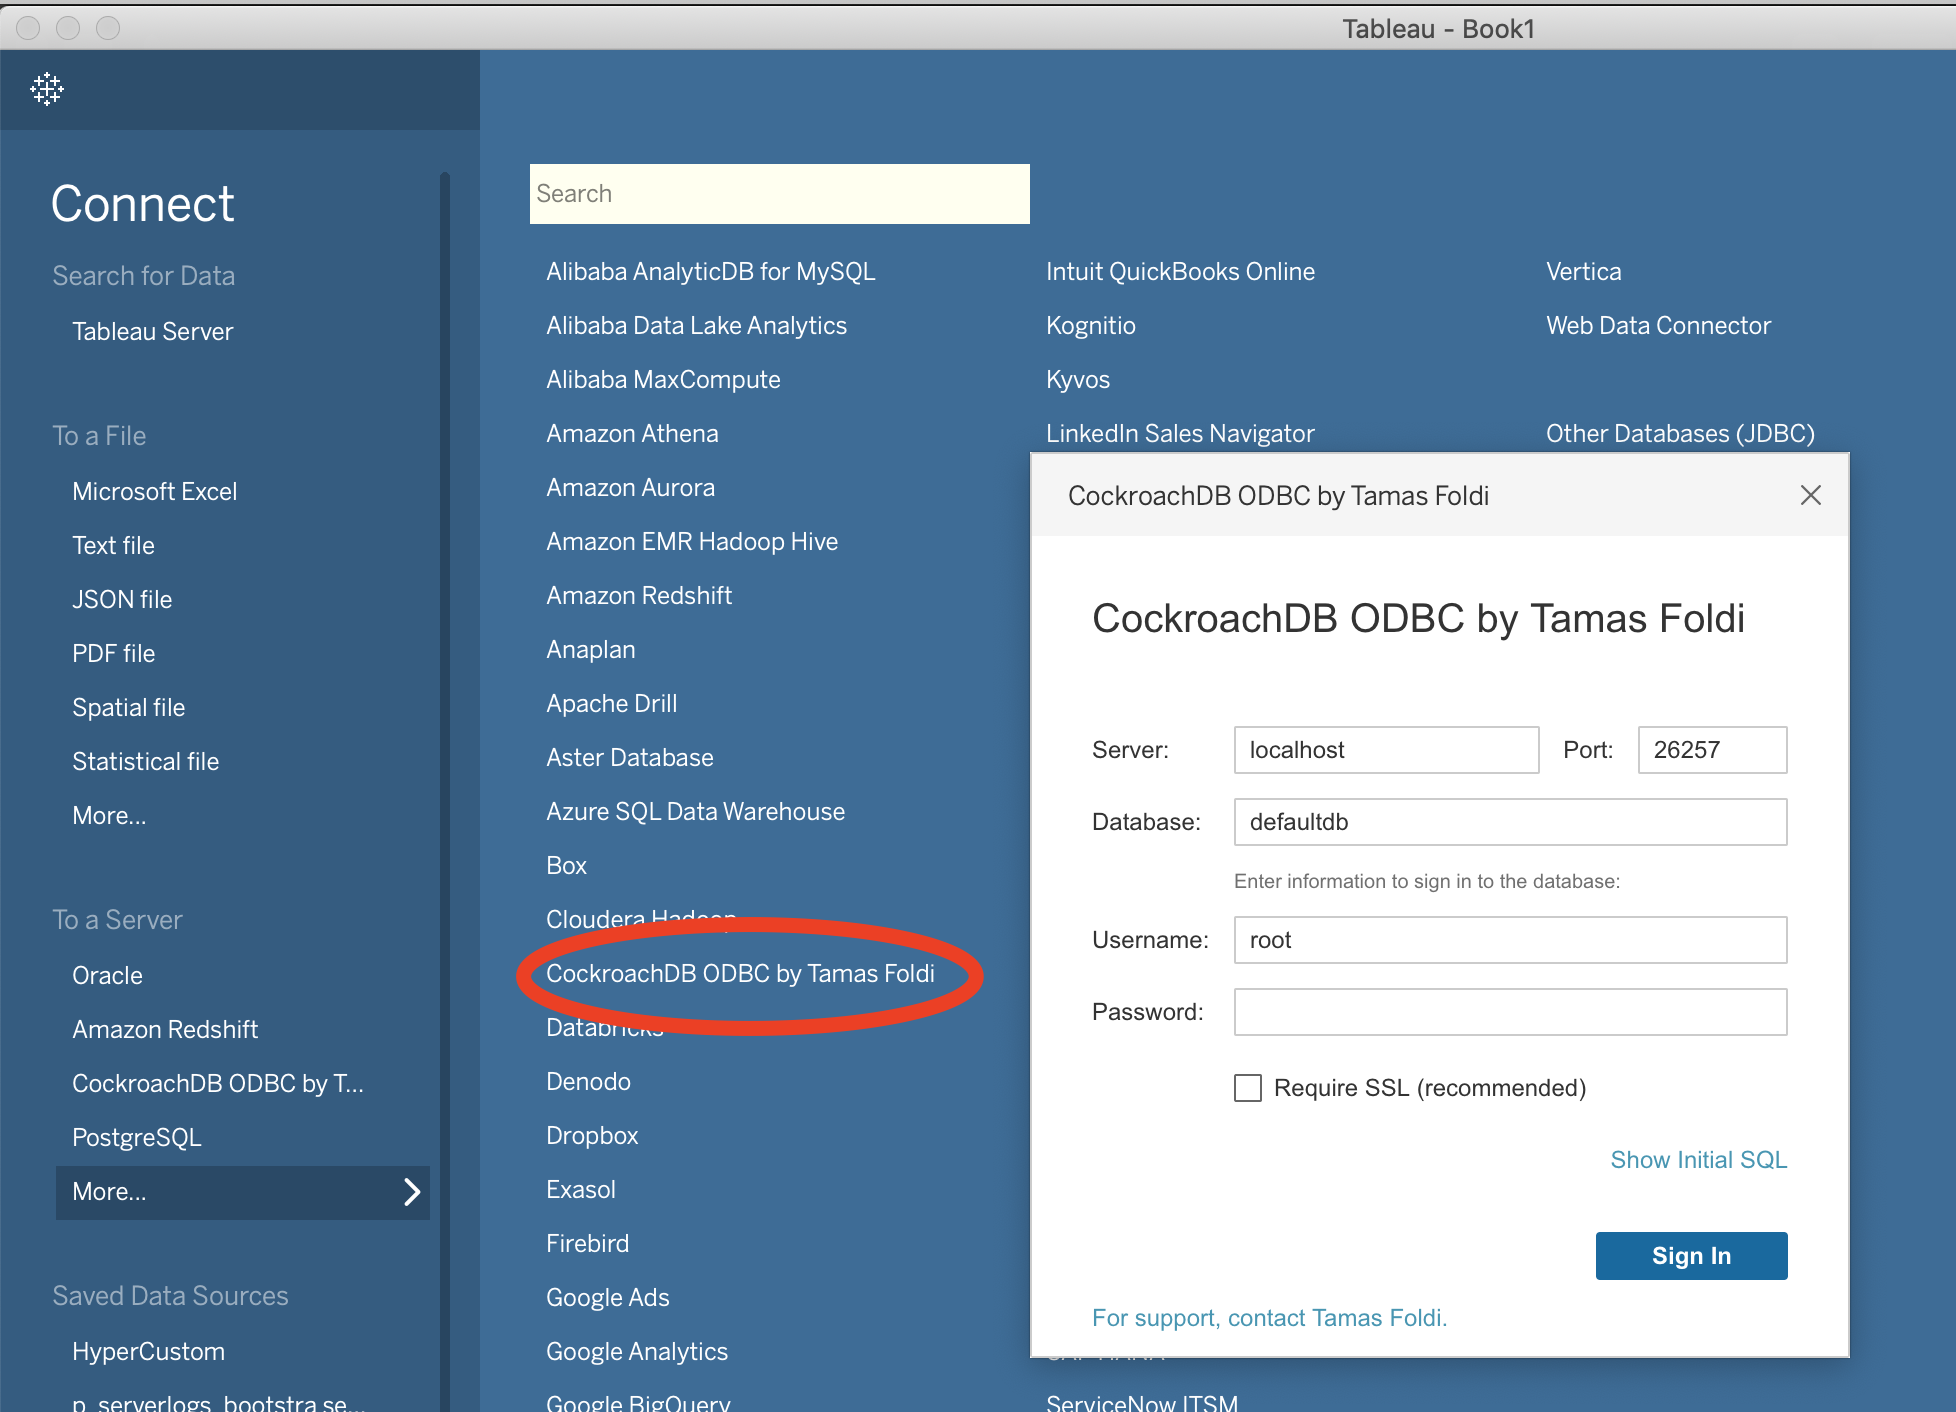 Tableau - Book1
Connect
Search for Data
Tableau Server
To a File
Microsoft Excel
Text file
JSON file
PDF file
Spatial file
Statistical file
More...
To a Server
Oracle
Amazon Redshift
CockroachDB ODBC by T...
PostgreSQL
More...
Saved Data Sources
HyperCustom
p_serverlogs_bootstra.se...
Search
Alibaba AnalyticDB for MySQL
Alibaba Data Lake Analytics
Alibaba MaxCompute
Amazon Athena
Amazon Aurora
Amazon EMR Hadoop Hive
Amazon Redshift
Anaplan
Apache Drill
Aster Database
Azure SQL Data Warehouse
Box
Cloudera Hadoop
CockroachDB ODBC by Tamas Foldi
Databricks
Denodo
Dropbox
Exasol
Firebird
Google Ads
Google Analytics
Google BigQuery
Intuit QuickBooks Online
Kognitio
Kyvos
LinkedIn Sales Navigator
ServiceNow ITSM
Vertica
Web Data Connector
Other Databases (JDBC)
CockroachDB ODBC by Tamas Foldi
CockroachDB ODBC by Tamas Foldi
Server: localhost Port: 26257
Database: defaultdb
Enter information to sign in to the database:
Username: root
Password:
Require SSL (recommended)
Show Initial SQL
Sign In
For support, contact Tamas Foldi.